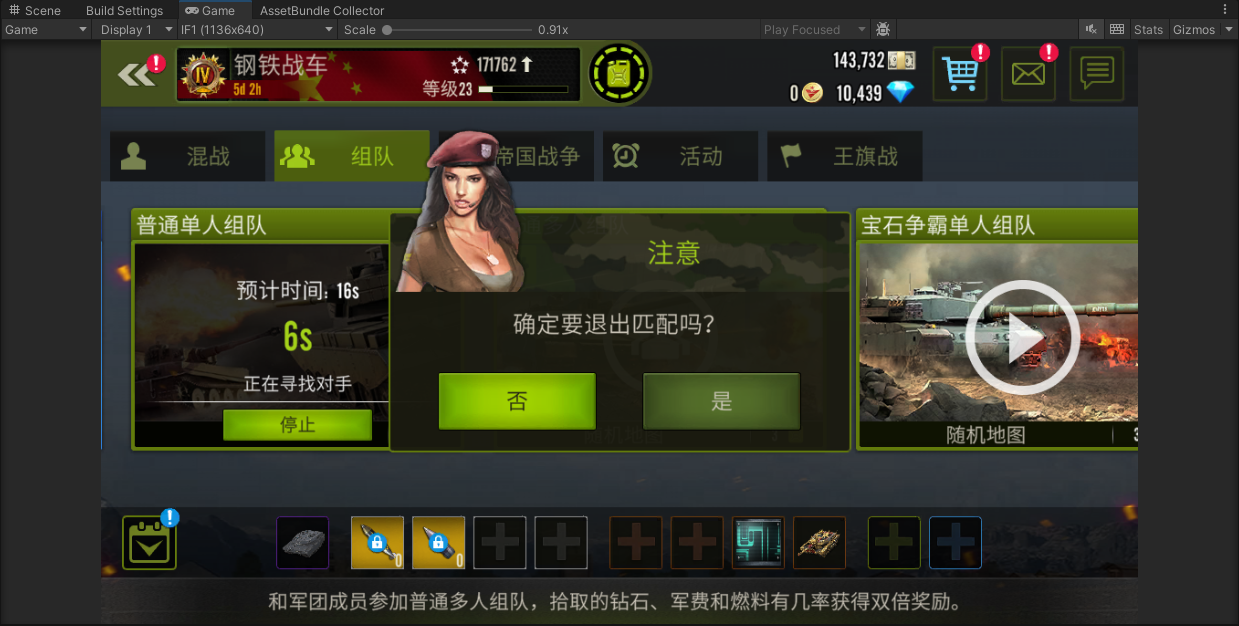 Scene Build Settings Game AssetBundle Collector
Game Display 1 IF1 (1136x640) Scale 0.91x Play Focused Stats Gizmos
IV 钢铁战车 171762
5d 2h 等级23
143,732
0 10,439
混战 组队 帝国战争 活动 王旗战
普通单人组队
预计时间: 16s
6s
正在寻找对手
停止
注意
确定要退出匹配吗?
否 是
宝石争霸单人组队
随机地图
0 0
和军团成员参加普通多人组队，拾取的钻石、军费和燃料有几率获得双倍奖励。